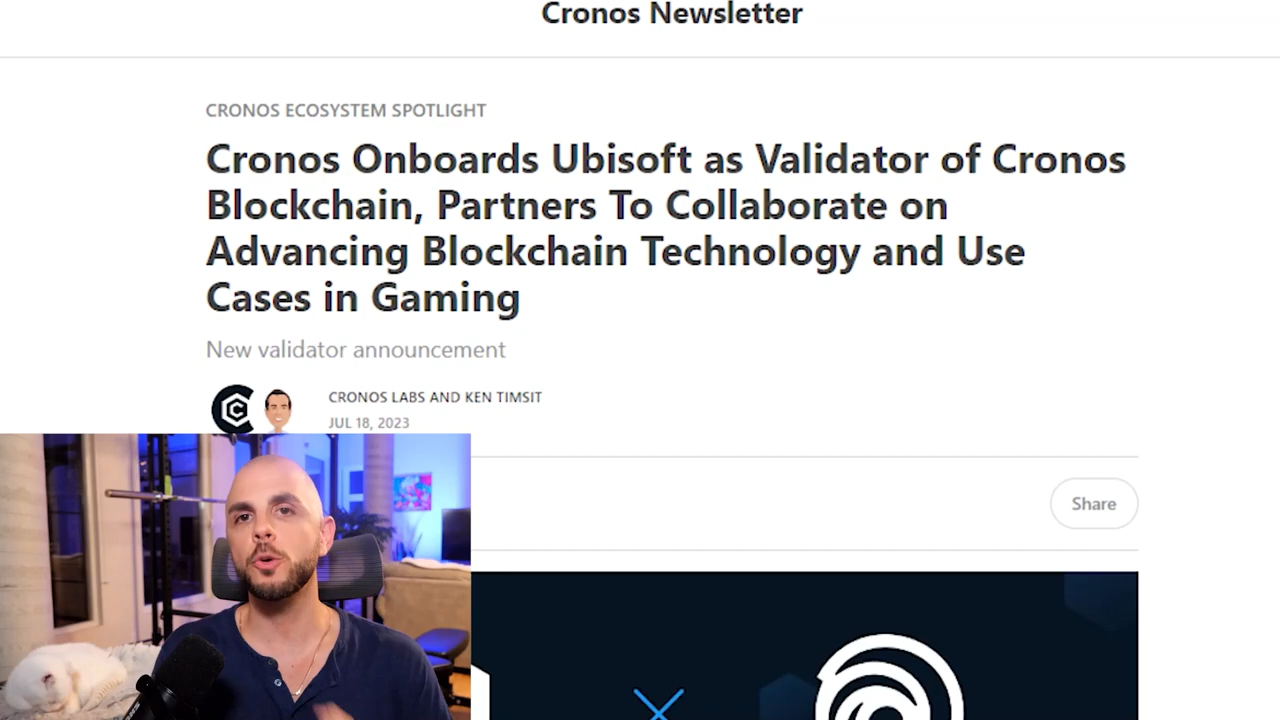 Cronos Newsletter
CRONOS ECOSYSTEM SPOTLIGHT
Cronos Onboards Ubisoft as Validator of Cronos
Blockchain, Partners To Collaborate on
Advancing Blockchain Technology and Use
Cases in Gaming
New validator announcement
CRONOS LABS AND KEN TIMSIT
JUL 18, 2023
Share